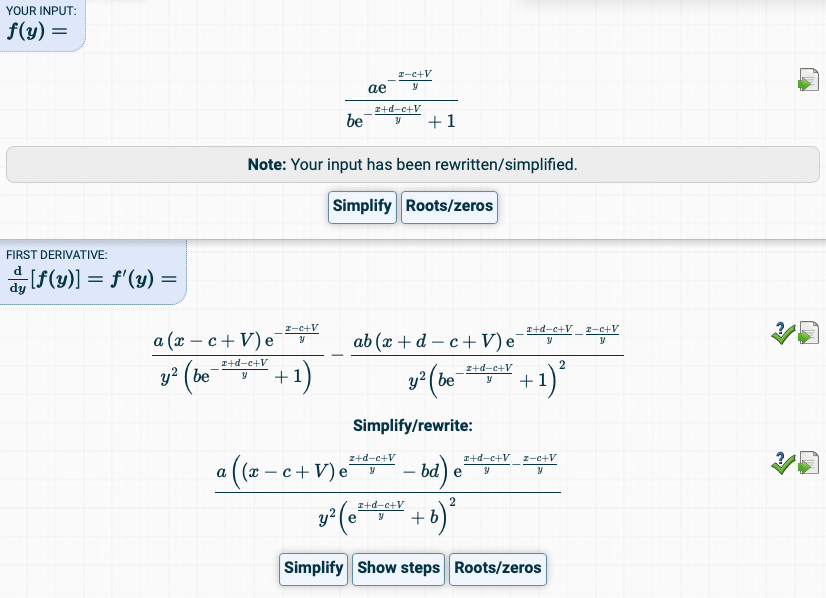 YOUR INPUT:
f(y) =
\frac{ae^{-\frac{x-c+V}{y}}}{be^{-\frac{x+d-c+V}{y}} + 1}
Note: Your input has been rewritten/simplified.
Simplify Roots/zeros
FIRST DERIVATIVE:
\frac{d}{dy}[f(y)] = f'(y) =
\frac{a(x-c+V)e^{-\frac{x-c+V}{y}}}{y^2\left(be^{-\frac{x+d-c+V}{y}} + 1\right)} - \frac{ab(x+d-c+V)e^{-\frac{x+d-c+V}{y}-\frac{x-c+V}{y}}}{y^2\left(be^{-\frac{x+d-c+V}{y}} + 1\right)^2}
Simplify/rewrite:
\frac{a\left((x-c+V)e^{\frac{x+d-c+V}{y}} - bd\right)e^{\frac{x+d-c+V}{y}-\frac{x-c+V}{y}}}{y^2\left(e^{\frac{x+d-c+V}{y}} + b\right)^2}
Simplify Show steps Roots/zeros